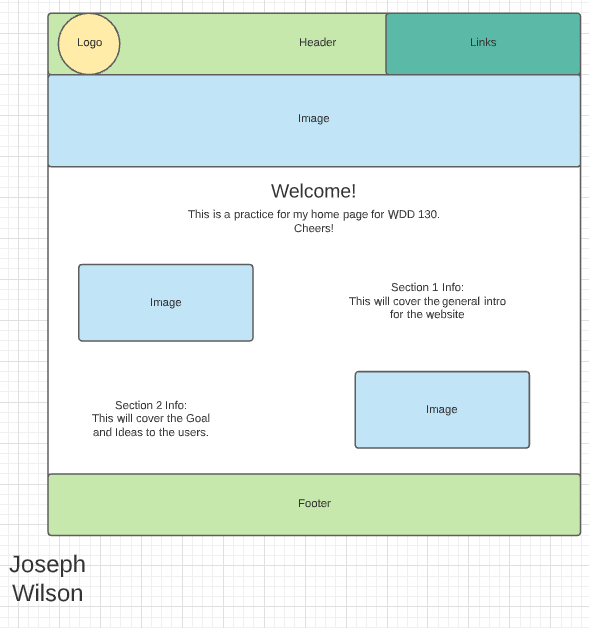 Logo
Header
Links
Image
Welcome!
This is a practice for my home page for WDD 130.
Cheers!
Image
Section 1 Info:
This will cover the general intro
for the website
Section 2 Info:
This will cover the Goal
and Ideas to the users.
Image
Footer
Joseph
Wilson